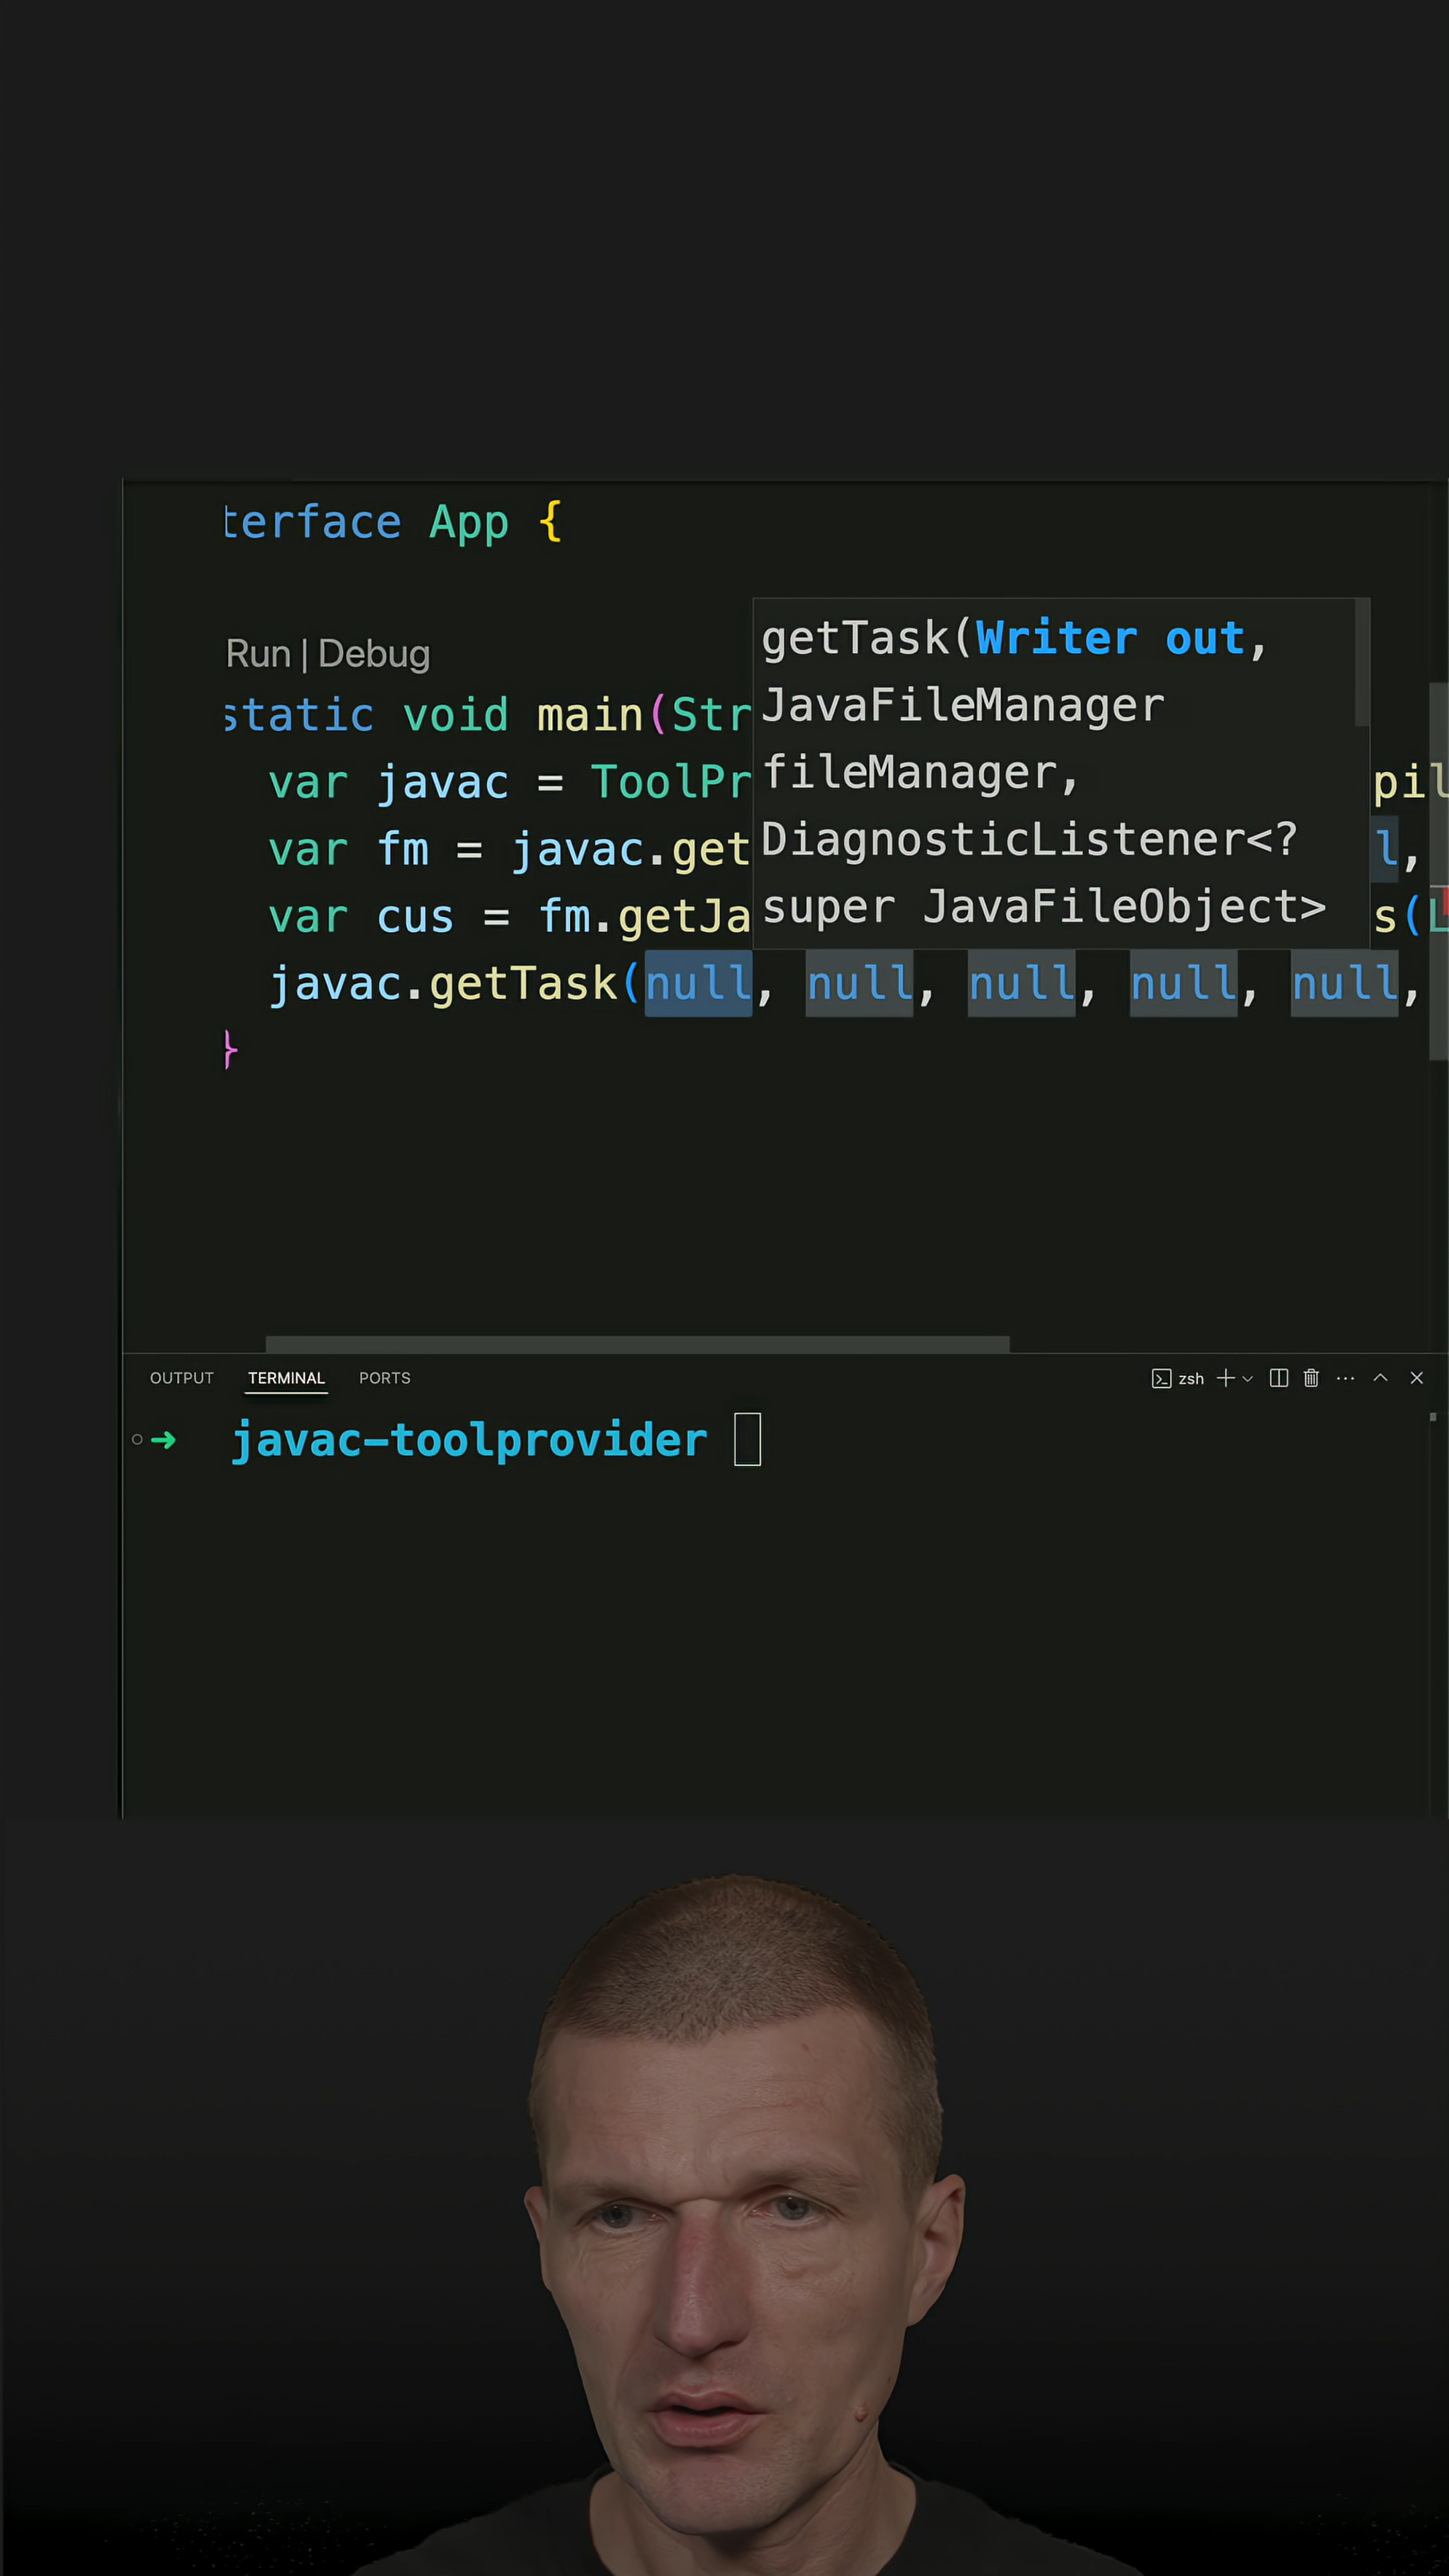 terface App {
Run | Debug
static void main(Str
var javac = ToolPr
var fm = javac.get
var cus = fm.getJa
getTask(Writer out,
JavaFileManager
fileManager,
DiagnosticListener<?
super JavaFileObject>
pil
l,
s(L
javac.getTask(null, null, null, null, null,
}
OUTPUT TERMINAL PORTS zsh
javac-toolprovider